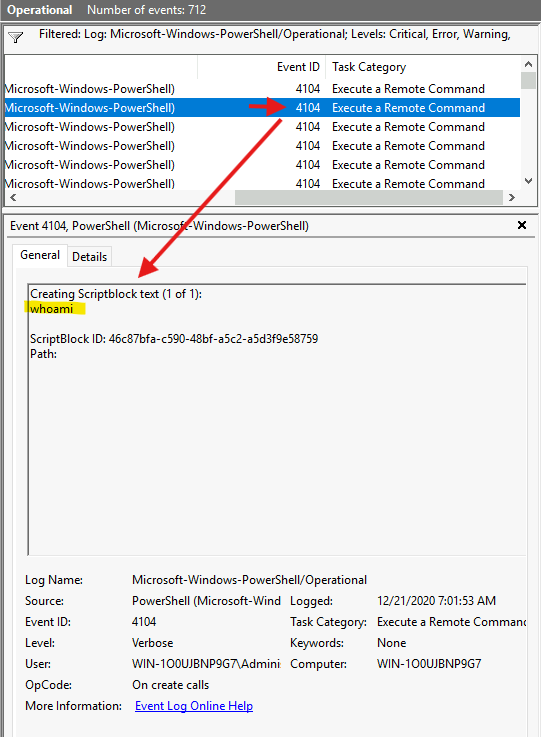 Operational Number of events: 712
Filtered: Log: Microsoft-Windows-PowerShell/Operational; Levels: Critical, Error, Warning,
Event ID Task Category
Microsoft-Windows-PowerShell) 4104 Execute a Remote Command
Microsoft-Windows-PowerShell) 4104 Execute a Remote Command
Microsoft-Windows-PowerShell) 4104 Execute a Remote Command
Microsoft-Windows-PowerShell) 4104 Execute a Remote Command
Microsoft-Windows-PowerShell) 4104 Execute a Remote Command
Microsoft-Windows-PowerShell) 4104 Execute a Remote Command
Event 4104, PowerShell (Microsoft-Windows-PowerShell)
General Details
Creating Scriptblock text (1 of 1):
whoami
ScriptBlock ID: 46c87bfa-c590-48bf-a5c2-a5d3f9e58759
Path:
Log Name: Microsoft-Windows-PowerShell/Operational
Source: PowerShell (Microsoft-Wind Logged: 12/21/2020 7:01:53 AM
Event ID: 4104 Task Category: Execute a Remote Command
Level: Verbose Keywords: None
User: WIN-1O0UJBNP9G7\Admini Computer: WIN-1O0UJBNP9G7
OpCode: On create calls
More Information: Event Log Online Help